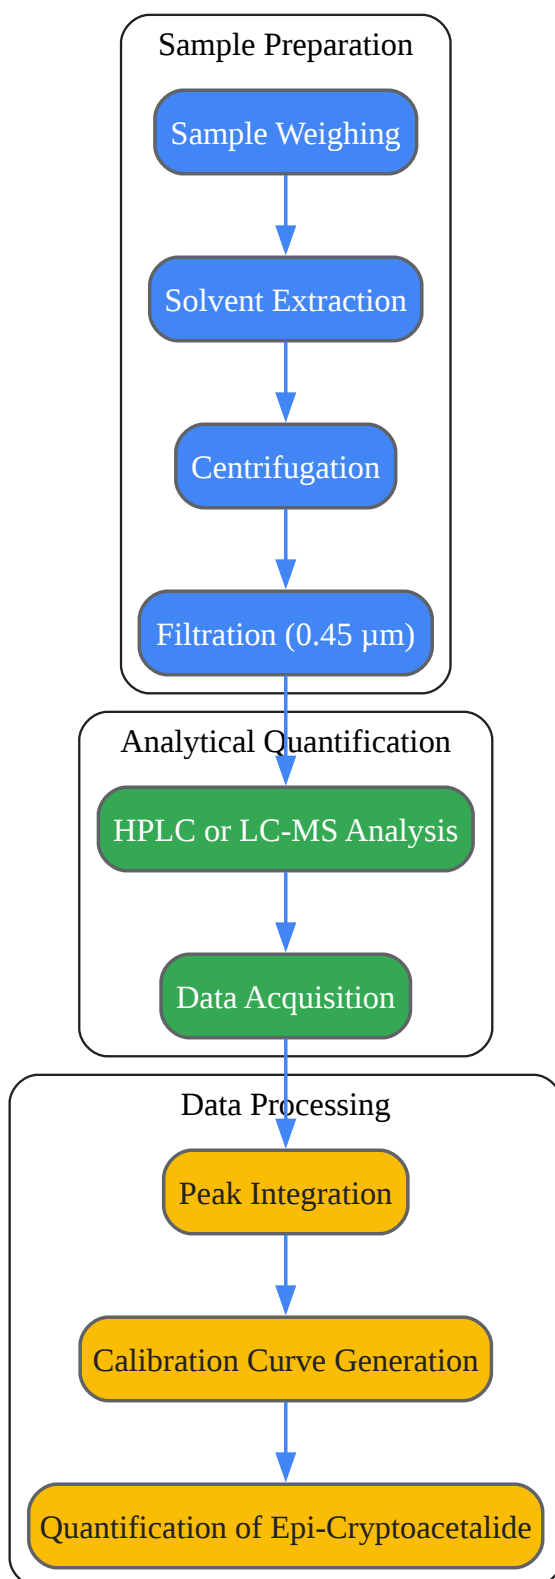 Sample Preparation
Sample Weighing
Solvent Extraction
Centrifugation
Filtration (0.45 µm)
Analytical Quantification
HPLC or LC-MS Analysis
Data Acquisition
Data Processing
Peak Integration
Calibration Curve Generation
Quantification of Epi-Cryptoacetalide